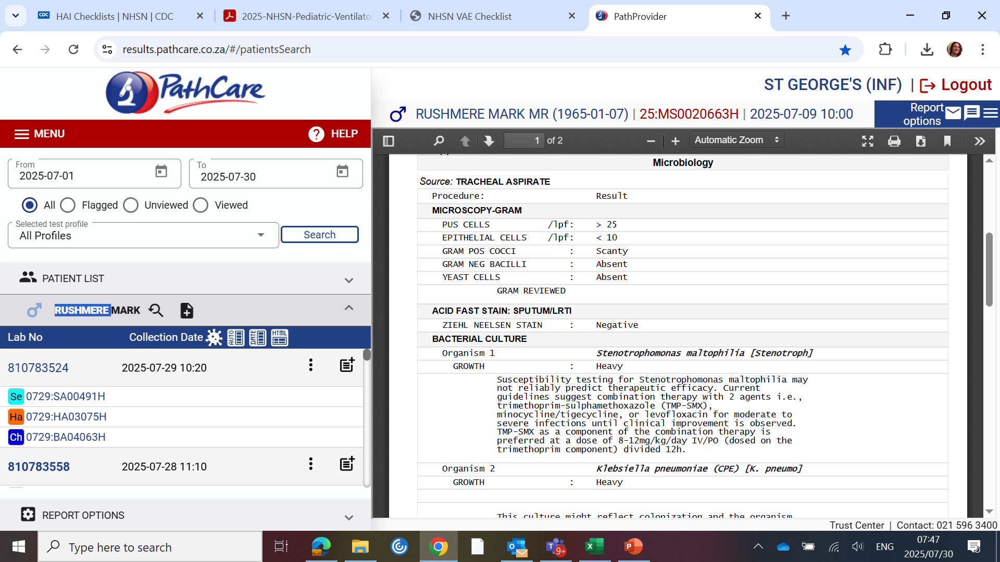 HAI Checklists | NHSN | CDC
2025-NHSN-Pediatric-Ventilato
NHSN VAE Checklist
PathProvider
results.pathcare.co.za/#/patientsSearch
PathCare
ST GEORGE'S (INF) | Logout
RUSHMERE MARK MR (1965-01-07) | 25:MS0020663H | 2025-07-09 10:00
Report options
MENU
HELP
1 of 2
Automatic Zoom
From
2025-07-01
To
2025-07-30
All
Flagged
Unviewed
Viewed
Selected test profile
All Profiles
Search
PATIENT LIST
RUSHMERE MARK
Lab No
Collection Date
HTML
810783524
2025-07-29 10:20
Se 0729:SA00491H
Ha 0729:HA03075H
Ch 0729:BA04063H
810783558
2025-07-28 11:10
REPORT OPTIONS
Microbiology
Source: TRACHEAL ASPIRATE
Procedure: Result
MICROSCOPY-GRAM
PUS CELLS /lpf: > 25
EPITHELIAL CELLS /lpf: < 10
GRAM POS COCCI : Scanty
GRAM NEG BACILLI : Absent
YEAST CELLS : Absent
GRAM REVIEWED
ACID FAST STAIN: SPUTUM/LRTI
ZIEHL NEELSEN STAIN : Negative
BACTERIAL CULTURE
Organism 1 Stenotrophomonas maltophilia [Stenotroph]
GROWTH : Heavy
Susceptibility testing for Stenotrophomonas maltophilia may
not reliably predict therapeutic efficacy. Current
guidelines suggest combination therapy with 2 agents i.e.,
trimethoprim-sulphamethoxazole (TMP-SMX),
minocycline/tigecycline, or levofloxacin for moderate to
severe infections until clinical improvement is observed.
TMP-SMX as a component of the combination therapy is
preferred at a dose of 8-12mg/kg/day IV/PO (dosed on the
trimethoprim component) divided 12h.
Organism 2 Klebsiella pneumoniae (CPE) [K. pneumo]
GROWTH : Heavy
This culture might reflect colonization and the organism
Trust Center | Contact: 021 596 3400
Type here to search
9+
ENG
07:47
2025/07/30